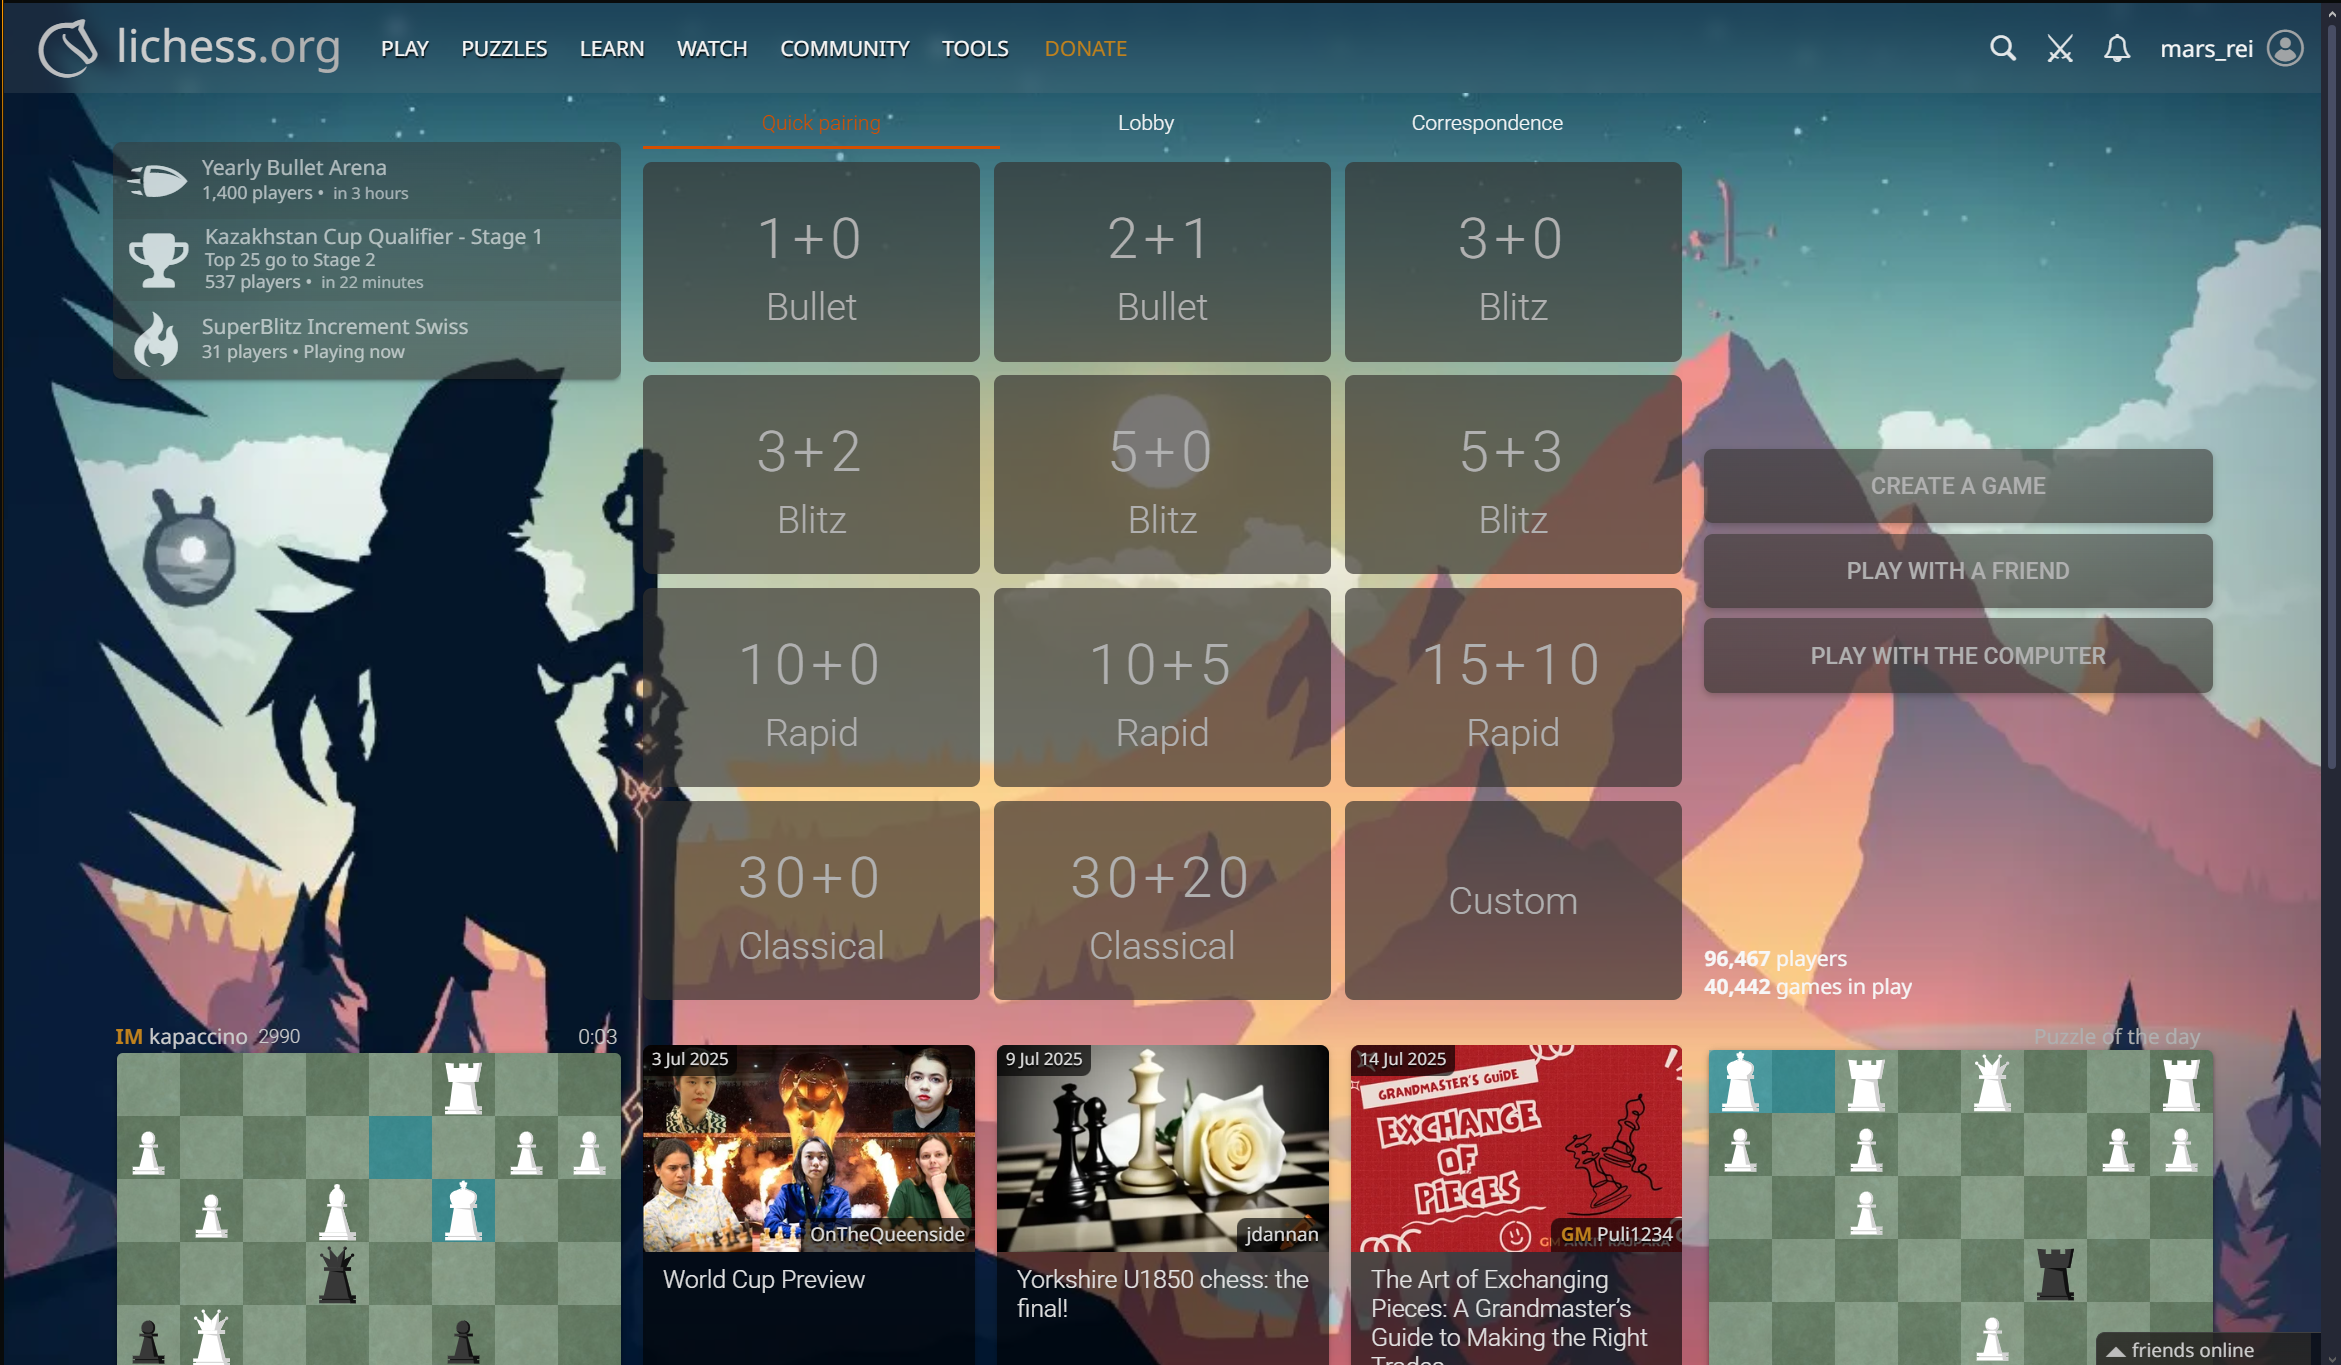 lichess.org
PLAY PUZZLES LEARN WATCH COMMUNITY TOOLS DONATE
mars_rei
Yearly Bullet Arena
1,400 players • in 3 hours
Kazakhstan Cup Qualifier - Stage 1
Top 25 go to Stage 2
537 players • in 22 minutes
SuperBlitz Increment Swiss
31 players • Playing now
Quick pairing Lobby Correspondence
1+0
Bullet
2+1
Bullet
3+0
Blitz
3+2
Blitz
5+0
Blitz
5+3
Blitz
10+0
Rapid
10+5
Rapid
15+10
Rapid
30+0
Classical
30+20
Classical
Custom
CREATE A GAME
PLAY WITH A FRIEND
PLAY WITH THE COMPUTER
96,467 players
40,442 games in play
IM kapaccino 2990 0:03
3 Jul 2025
OnTheQueenside
World Cup Preview
9 Jul 2025
jdannan
Yorkshire U1850 chess: the
final!
14 Jul 2025
GRANDMASTER'S GUIDE
EXCHANGE
OF
PIECES
GM Puli1234
The Art of Exchanging
Pieces: A Grandmaster's
Guide to Making the Right
Puzzle of the day
friends online